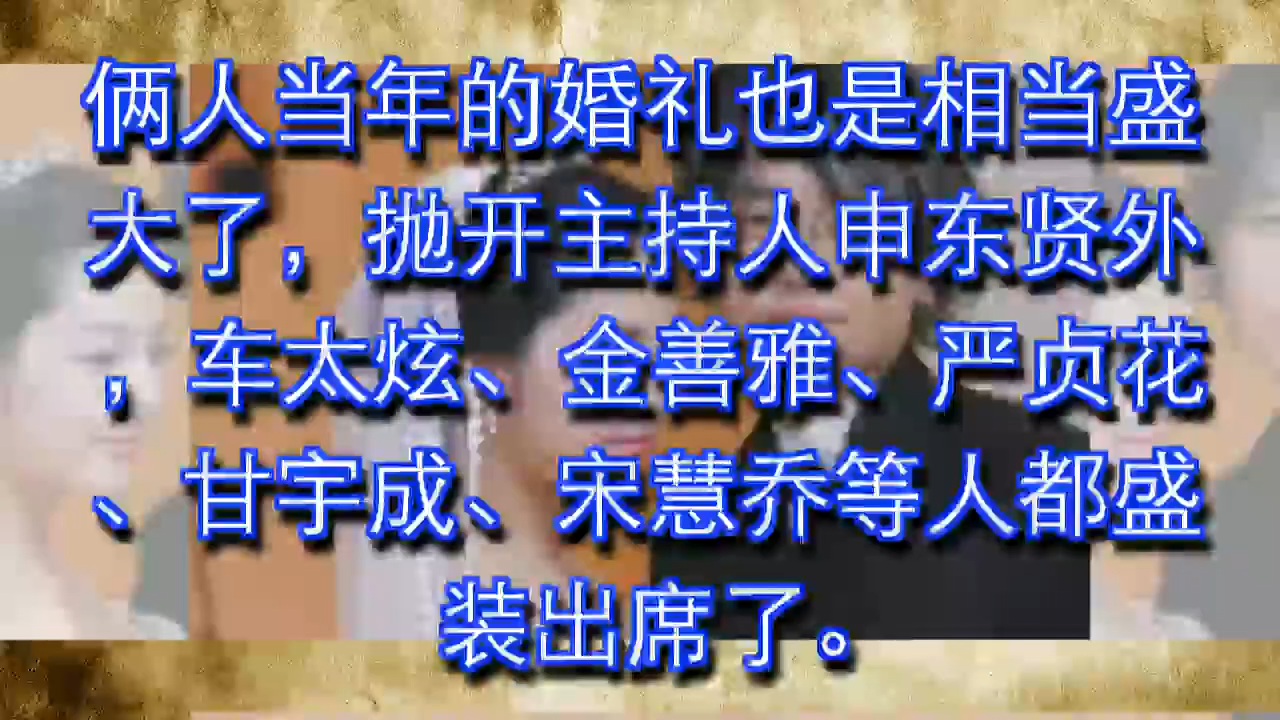 俩人当年的婚礼也是相当盛
大了，抛开主持人申东贤外
，车太炫、金善雅、严贞花
、甘宇成、宋慧乔等人都盛
装出席了。